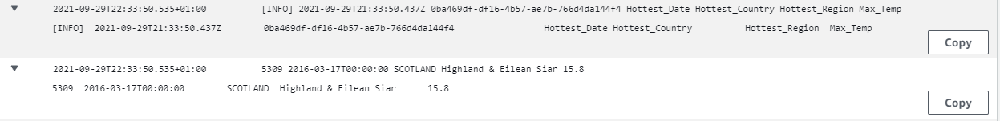 2021-09-29T22:33:50.535+01:00 [INFO] 2021-09-29T21:33:50.437Z 0ba469df-df16-4b57-ae7b-766d4da144f4 Hottest_Date Hottest_Country Hottest_Region Max_Temp
[INFO] 2021-09-29T21:33:50.437Z 0ba469df-df16-4b57-ae7b-766d4da144f4 Hottest_Date Hottest_Country Hottest_Region Max_Temp
Copy
2021-09-29T22:33:50.535+01:00 5309 2016-03-17T00:00:00 SCOTLAND Highland & Eilean Siar 15.8
5309 2016-03-17T00:00:00 SCOTLAND Highland & Eilean Siar 15.8
Copy